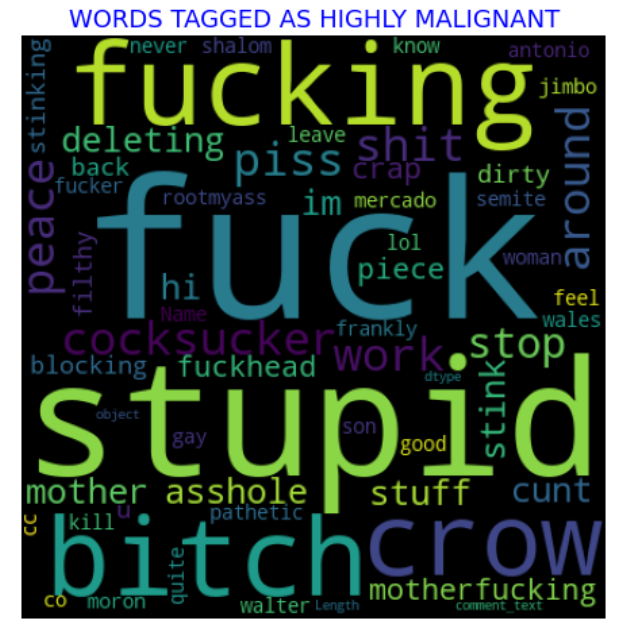 WORDS TAGGED AS HIGHLY MALIGNANT
never shalom know antonio
stinking fucking jimbo
deleting leave shit around
back piss crap dirty
peace fucker rootmyass im mercado semite
fuck
lol woman
filthy hi piece feel
Name wales
cocksucker frankly work stop
blocking fuckhead dtype stink
stupid
object gay son good
mother asshole stuff cunt
cc kill u pathetic
bitch crow
quite motherfucking
co moron walter Length comment_text